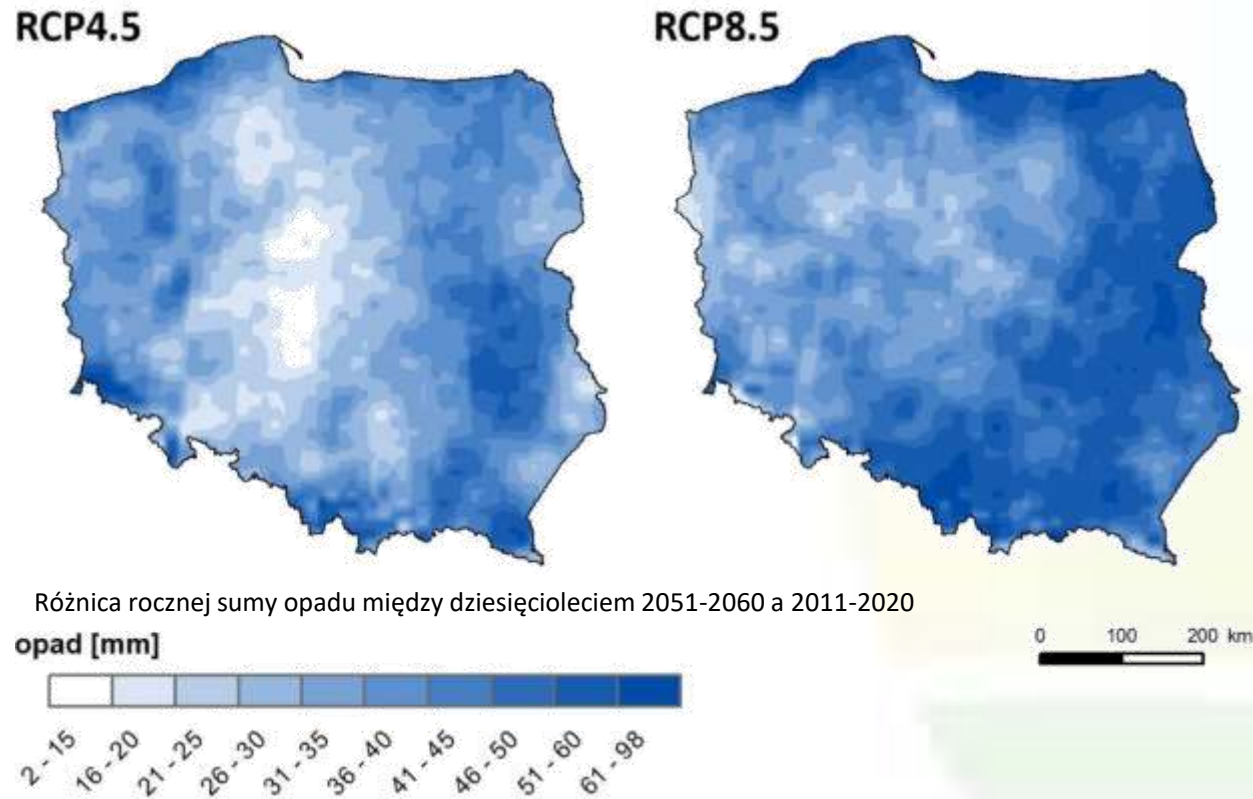 RCP4.5
RCP8.5
Różnica rocznej sumy opadu między dziesięcioleciem 2051-2060 a 2011-2020
opad [mm]
0 100 200 km
2 - 15
16 - 20
21 - 25
26 - 30
31 - 35
36 - 40
41 - 45
46 - 50
51 - 60
61 - 98